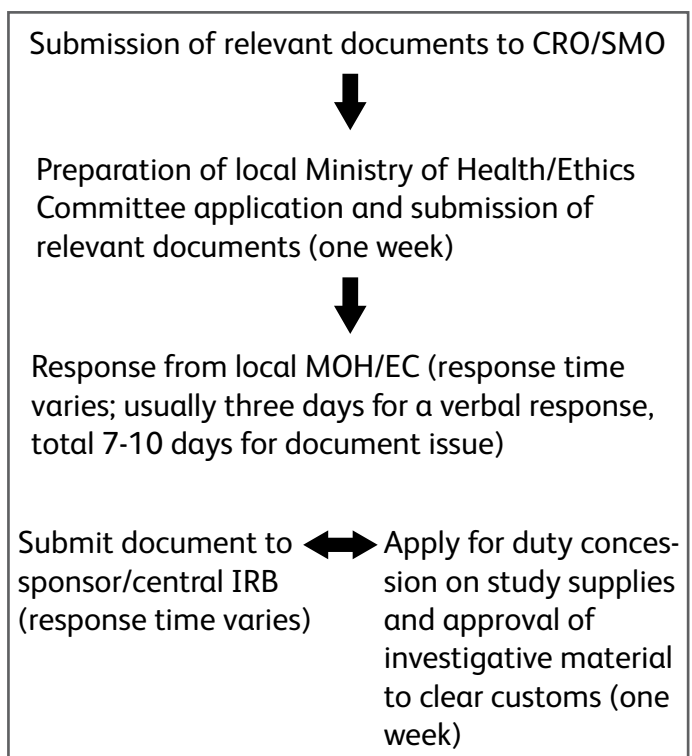 Submission of relevant documents to CRO/SMO
Preparation of local Ministry of Health/Ethics
Committee application and submission of
relevant documents (one week)
Response from local MOH/EC (response time
varies; usually three days for a verbal response,
total 7-10 days for document issue)
Submit document to
sponsor/central IRB
(response time varies)
Apply for duty conces-
sion on study supplies
and approval of
investigative material
to clear customs (one
week)